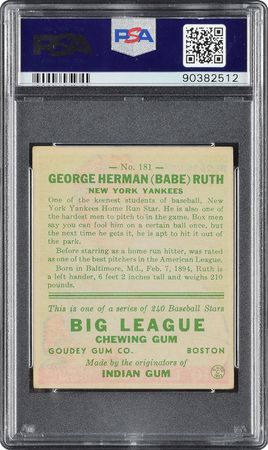 PSA
PSA
PSA
90382512
— No. 181 —
GEORGE HERMAN (BABE) RUTH
NEW YORK YANKEES
One of the keenest students of baseball, New
York Yankees Home Run Star. He is also one of
the hardest men to pitch to in the game. Box men
say you can fool him on a certain ball once, but
the next time he gets it, he is apt to hit it out of
the park.
Before starring as a home run hitter, was rated
as one of the best pitchers in the American League.
Born in Baltimore, Md., Feb. 7, 1894, Ruth is
a left hander, 6 feet 2 inches tall and weighs 210
pounds.
This is one of a series of 240 Baseball Stars
BIG LEAGUE
CHEWING GUM
GOUDEY GUM CO. BOSTON
Made by the originators of
INDIAN GUM